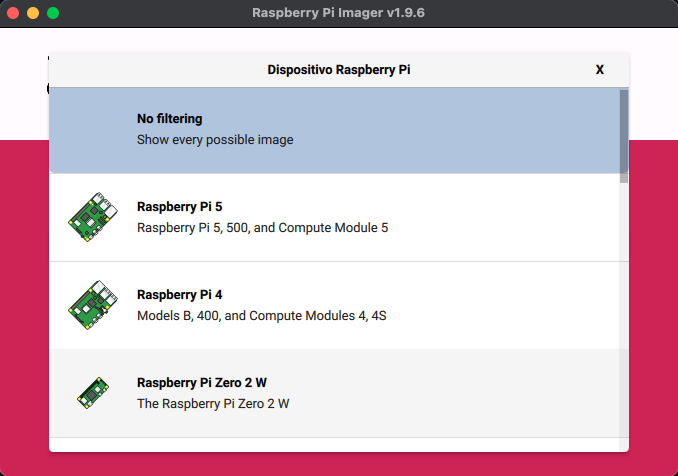 Raspberry Pi Imager v1.9.6
Dispositivo Raspberry Pi
X
No filtering
Show every possible image
Raspberry Pi 5
Raspberry Pi 5, 500, and Compute Module 5
Raspberry Pi 4
Models B, 400, and Compute Modules 4, 4S
Raspberry Pi Zero 2 W
The Raspberry Pi Zero 2 W